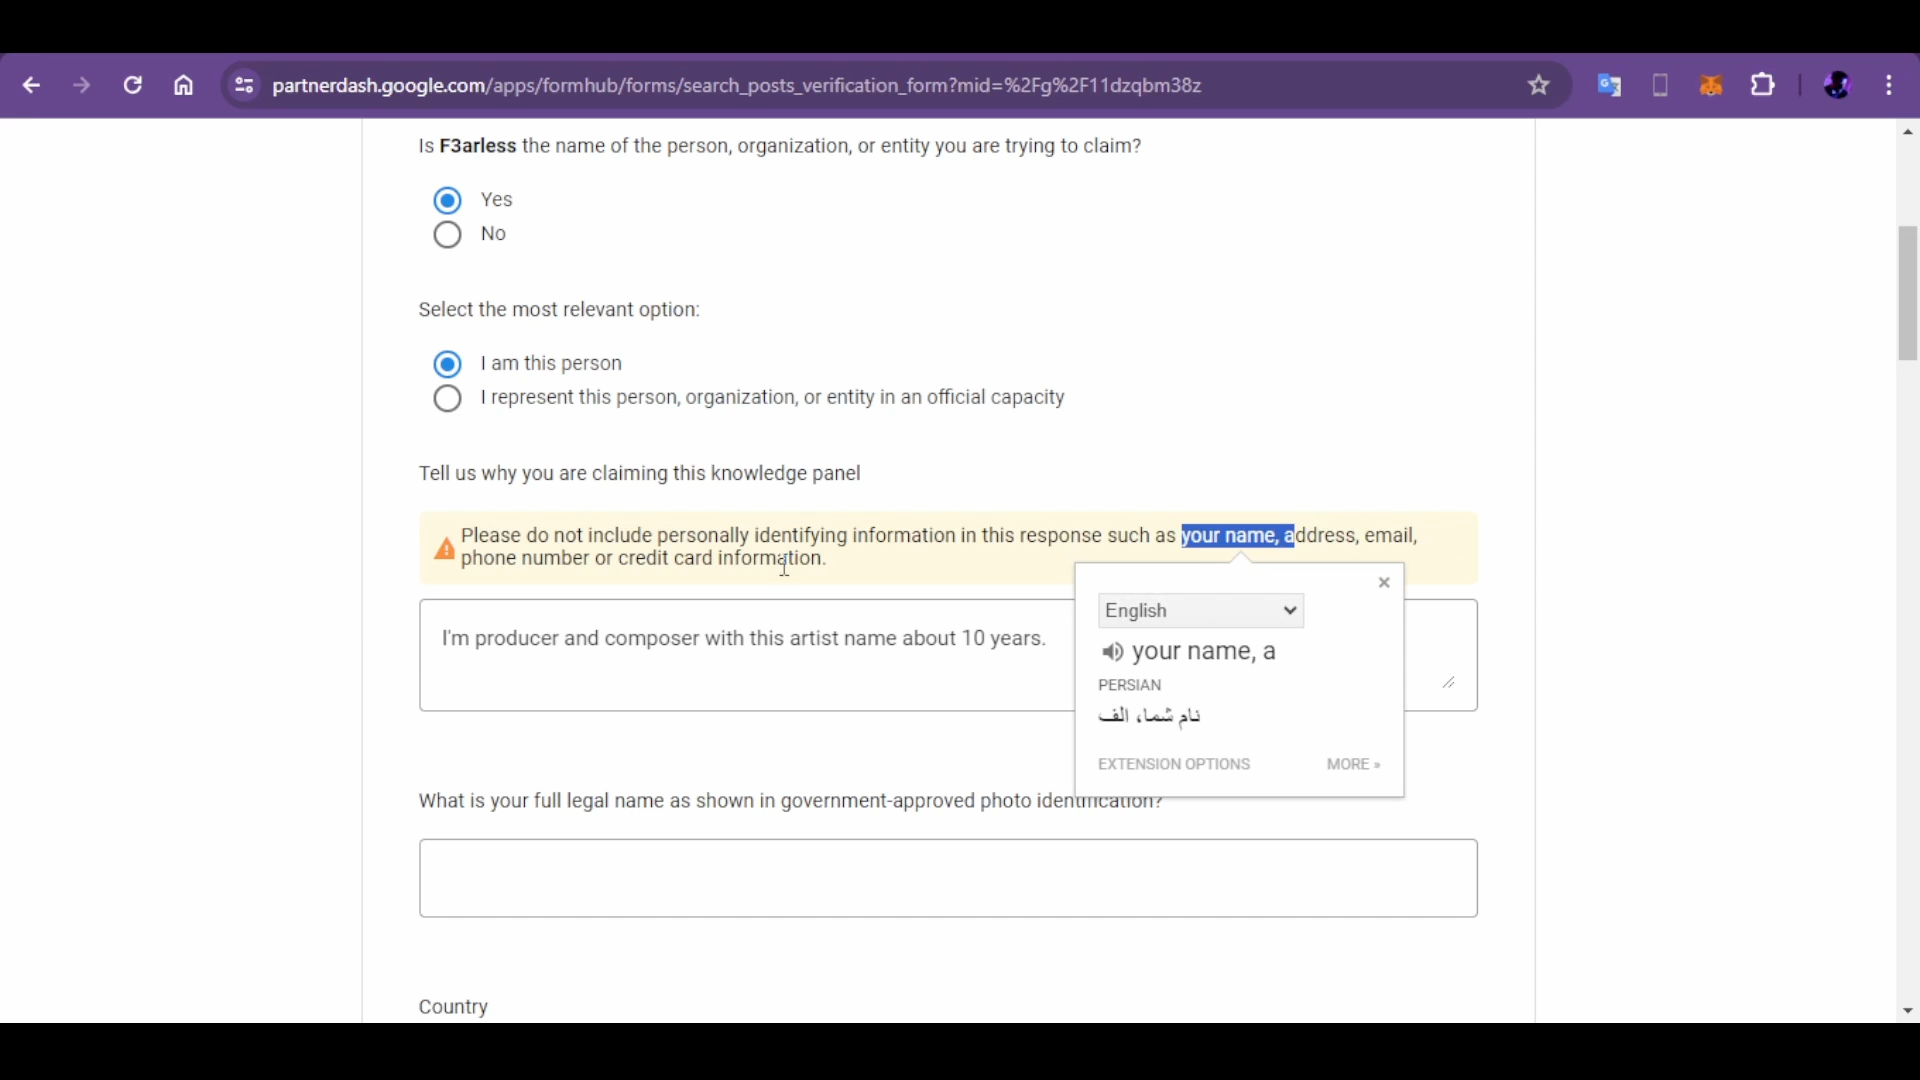 partnerdash.google.com/apps/formhub/forms/search_posts_verification_form?mid=%2Fg%2F11dzqbm38z
Is F3arless the name of the person, organization, or entity you are trying to claim?
Yes
No
Select the most relevant option:
I am this person
I represent this person, organization, or entity in an official capacity
Tell us why you are claiming this knowledge panel
Please do not include personally identifying information in this response such as your name, address, email,
phone number or credit card information.
I'm producer and composer with this artist name about 10 years.
English
your name, a
PERSIAN
نام شما، الف
EXTENSION OPTIONS
MORE »
What is your full legal name as shown in government-approved photo identification?
Country